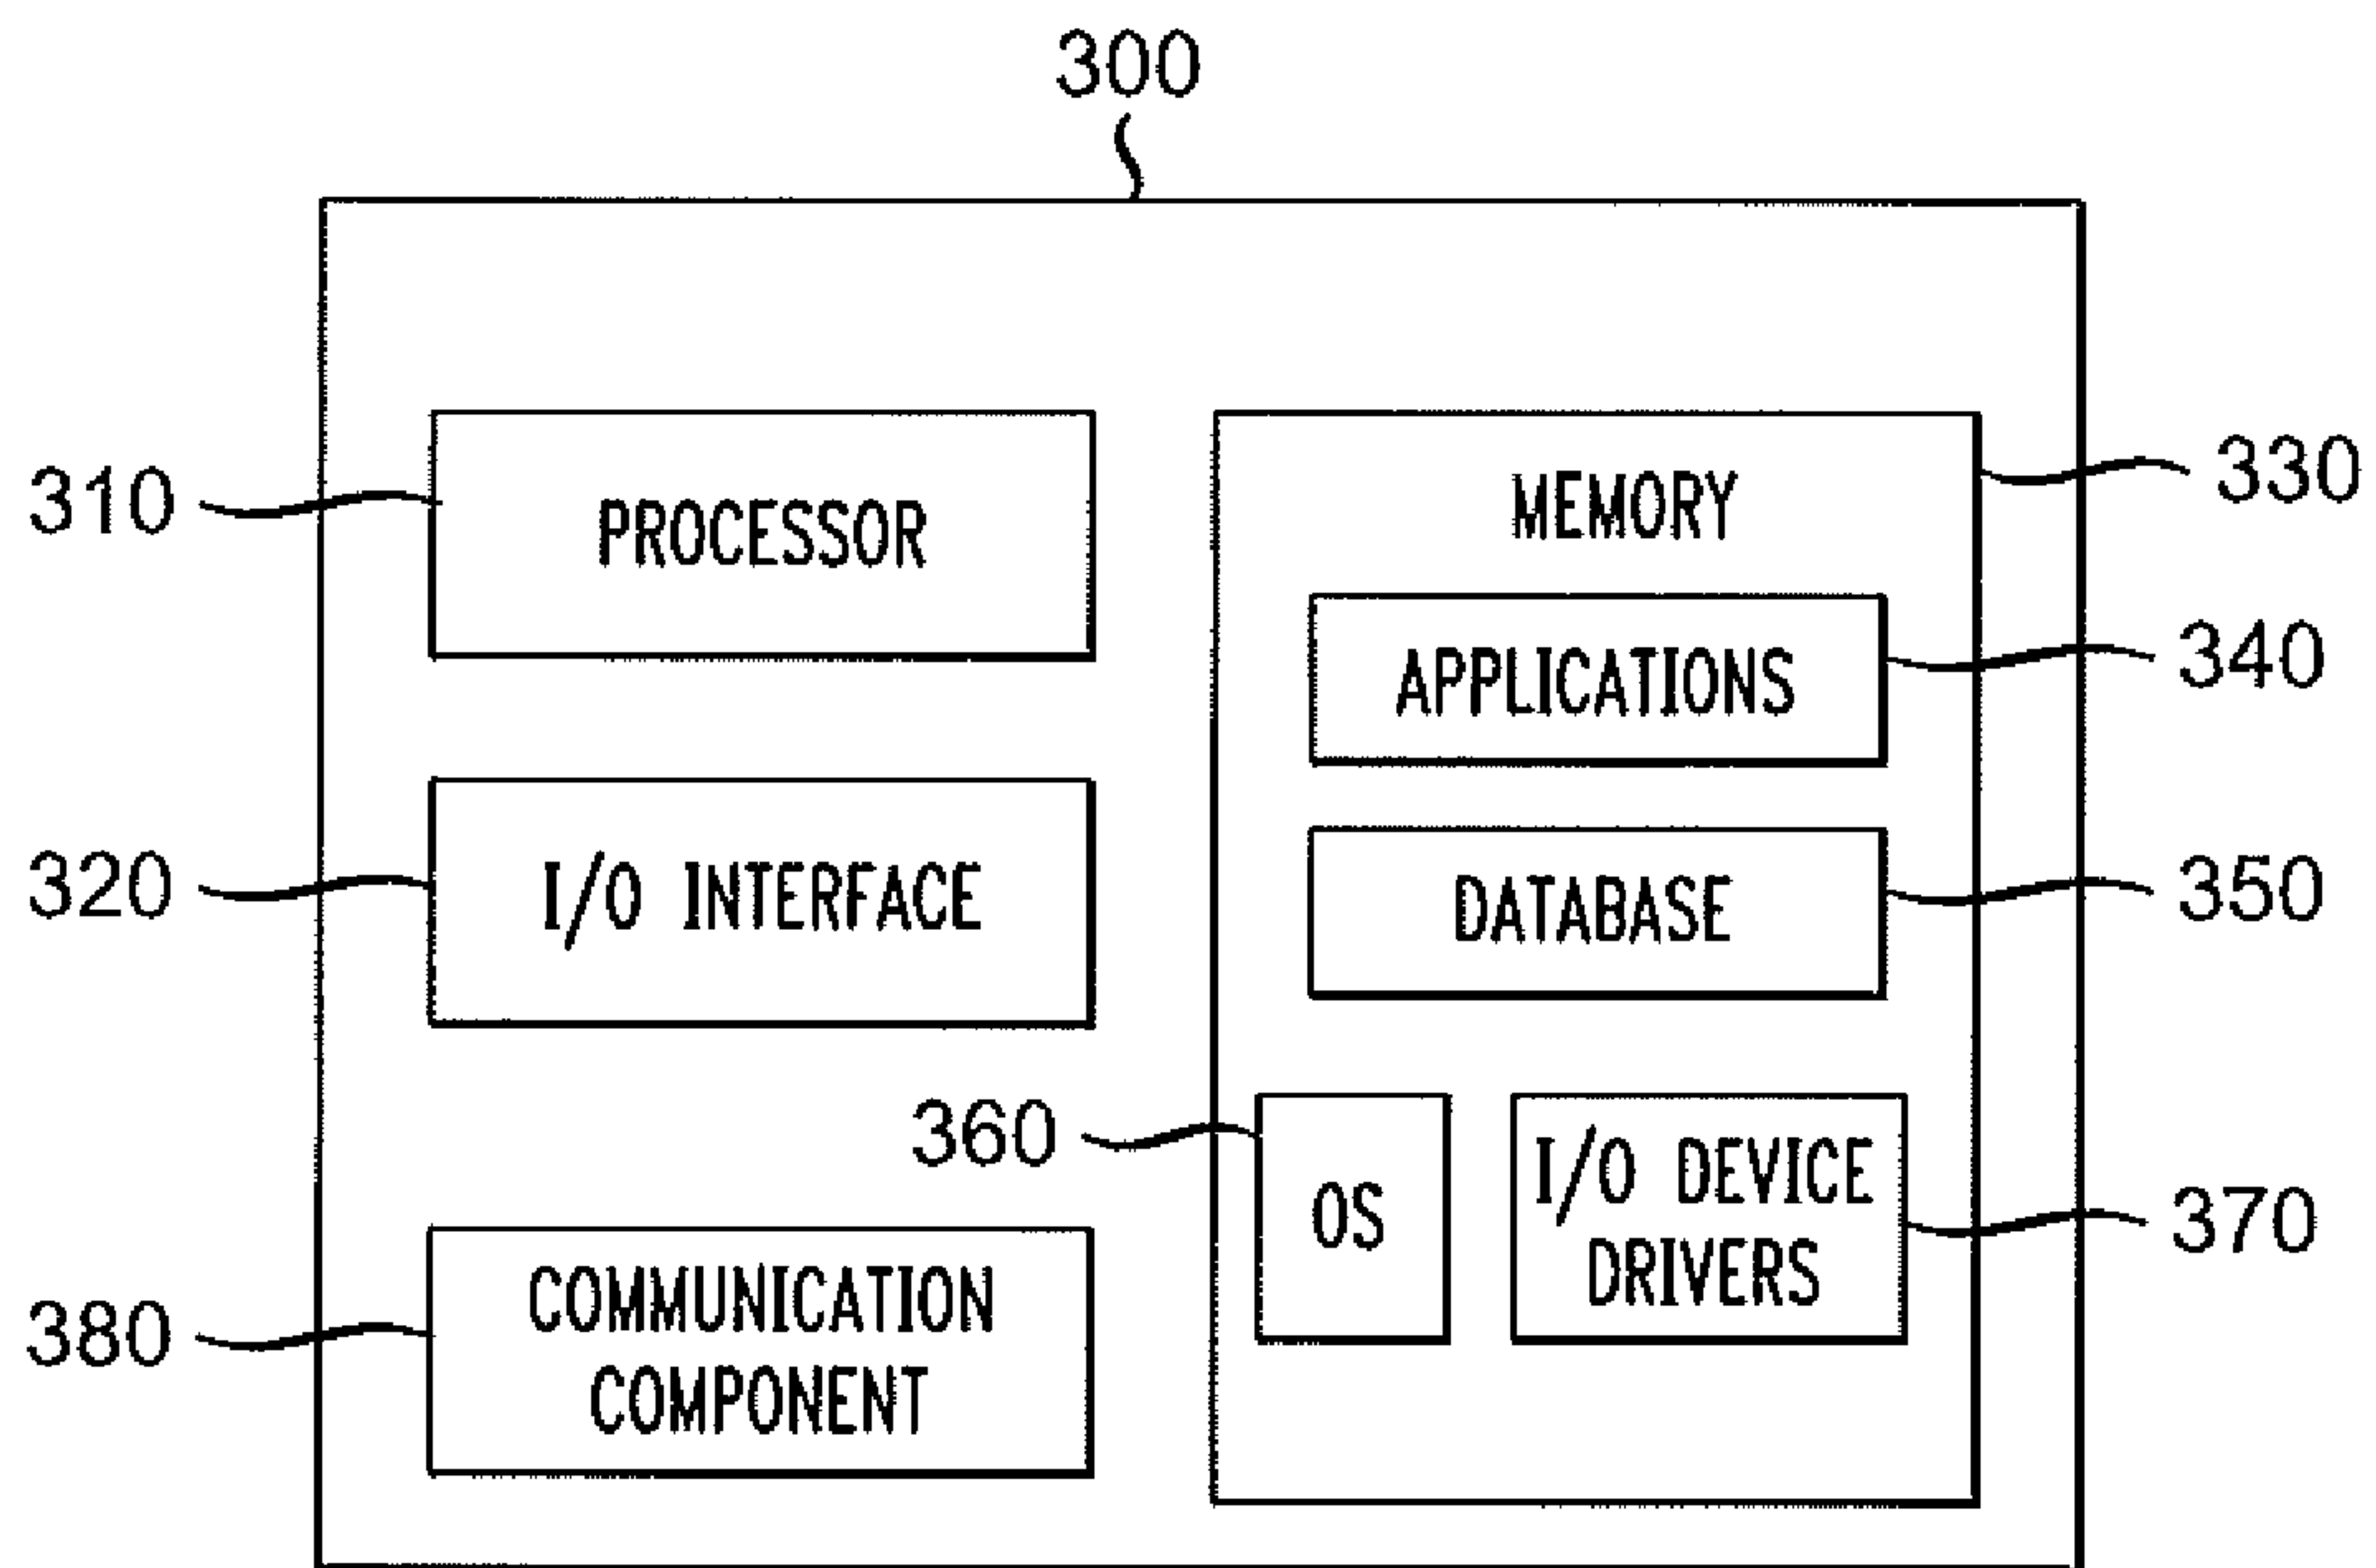 300
310
PROCESSOR
MEMORY
330
APPLICATIONS
340
320
I/O INTERFACE
DATABASE
350
360
OS
I/O DEVICE
DRIVERS
370
380
COMMUNICATION
COMPONENT